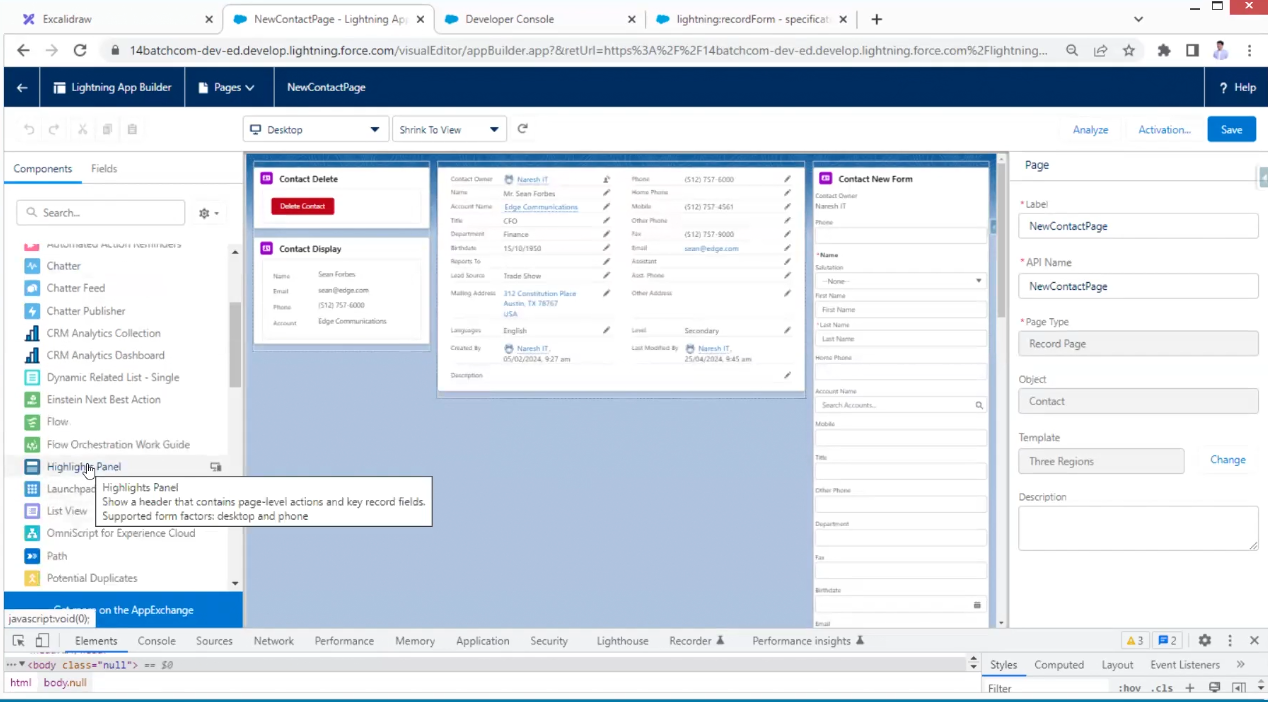 Excalidraw
NewContactPage - Lightning App
Developer Console
lightning:recordForm - specificati
14batchcom-dev-ed.develop.lightning.force.com/visualEditor/appBuilder.app?&retUrl=https%3A%2F%2F14batchcom-dev-ed.develop.lightning.force.com%2Flightning...
Lightning App Builder
Pages
NewContactPage
? Help
Desktop
Shrink To View
Analyze
Activation...
Save
Components
Fields
Search...
Automated Action Reminders
Chatter
Chatter Feed
Chatter Publisher
CRM Analytics Collection
CRM Analytics Dashboard
Dynamic Related List - Single
Einstein Next Best Action
Flow
Flow Orchestration Work Guide
Highlights Panel
Launchpad
List View
OmniScript for Experience Cloud
Path
Potential Duplicates
Highlights Panel
Show a header that contains page-level actions and key record fields.
Supported form factors: desktop and phone
on the AppExchange
javascript:void(0);
Contact Delete
Delete Contact
Contact Display
Name Sean Forbes
Email sean@edge.com
Phone (512) 757-6000
Account Edge Communications
Contact Owner Naresh IT Phone (512) 757-6000
Name Mr. Sean Forbes Home Phone
Account Name Edge Communications Mobile (512) 757-4561
Title CFO Other Phone
Department Finance Fax (512) 757-9000
Birthdate 15/10/1950 Email sean@edge.com
Reports To Assistant
Lead Source Trade Show Asst. Phone
Mailing Address 312 Constitution Place Other Address
Austin, TX 78767
USA
Languages English Level Secondary
Created By Naresh IT, Last Modified By Naresh IT,
05/02/2024, 9:27 am 25/04/2024, 9:45 am
Description
Contact New Form
Contact Owner
Naresh IT
Phone
*Name
Salutation
--None--
First Name
First Name
*Last Name
Last Name
Home Phone
Account Name
Search Accounts...
Mobile
Title
Other Phone
Department
Fax
Birthdate
Email
Page
*Label
NewContactPage
*API Name
NewContactPage
*Page Type
Record Page
Object
Contact
Template
Three Regions
Change
Description
Elements
Console
Sources
Network
Performance
Memory
Application
Security
Lighthouse
Recorder
Performance insights
3
2
<body class="null"> == $0
html
body.null
Styles
Computed
Layout
Event Listeners
Filter
:hov
.cls